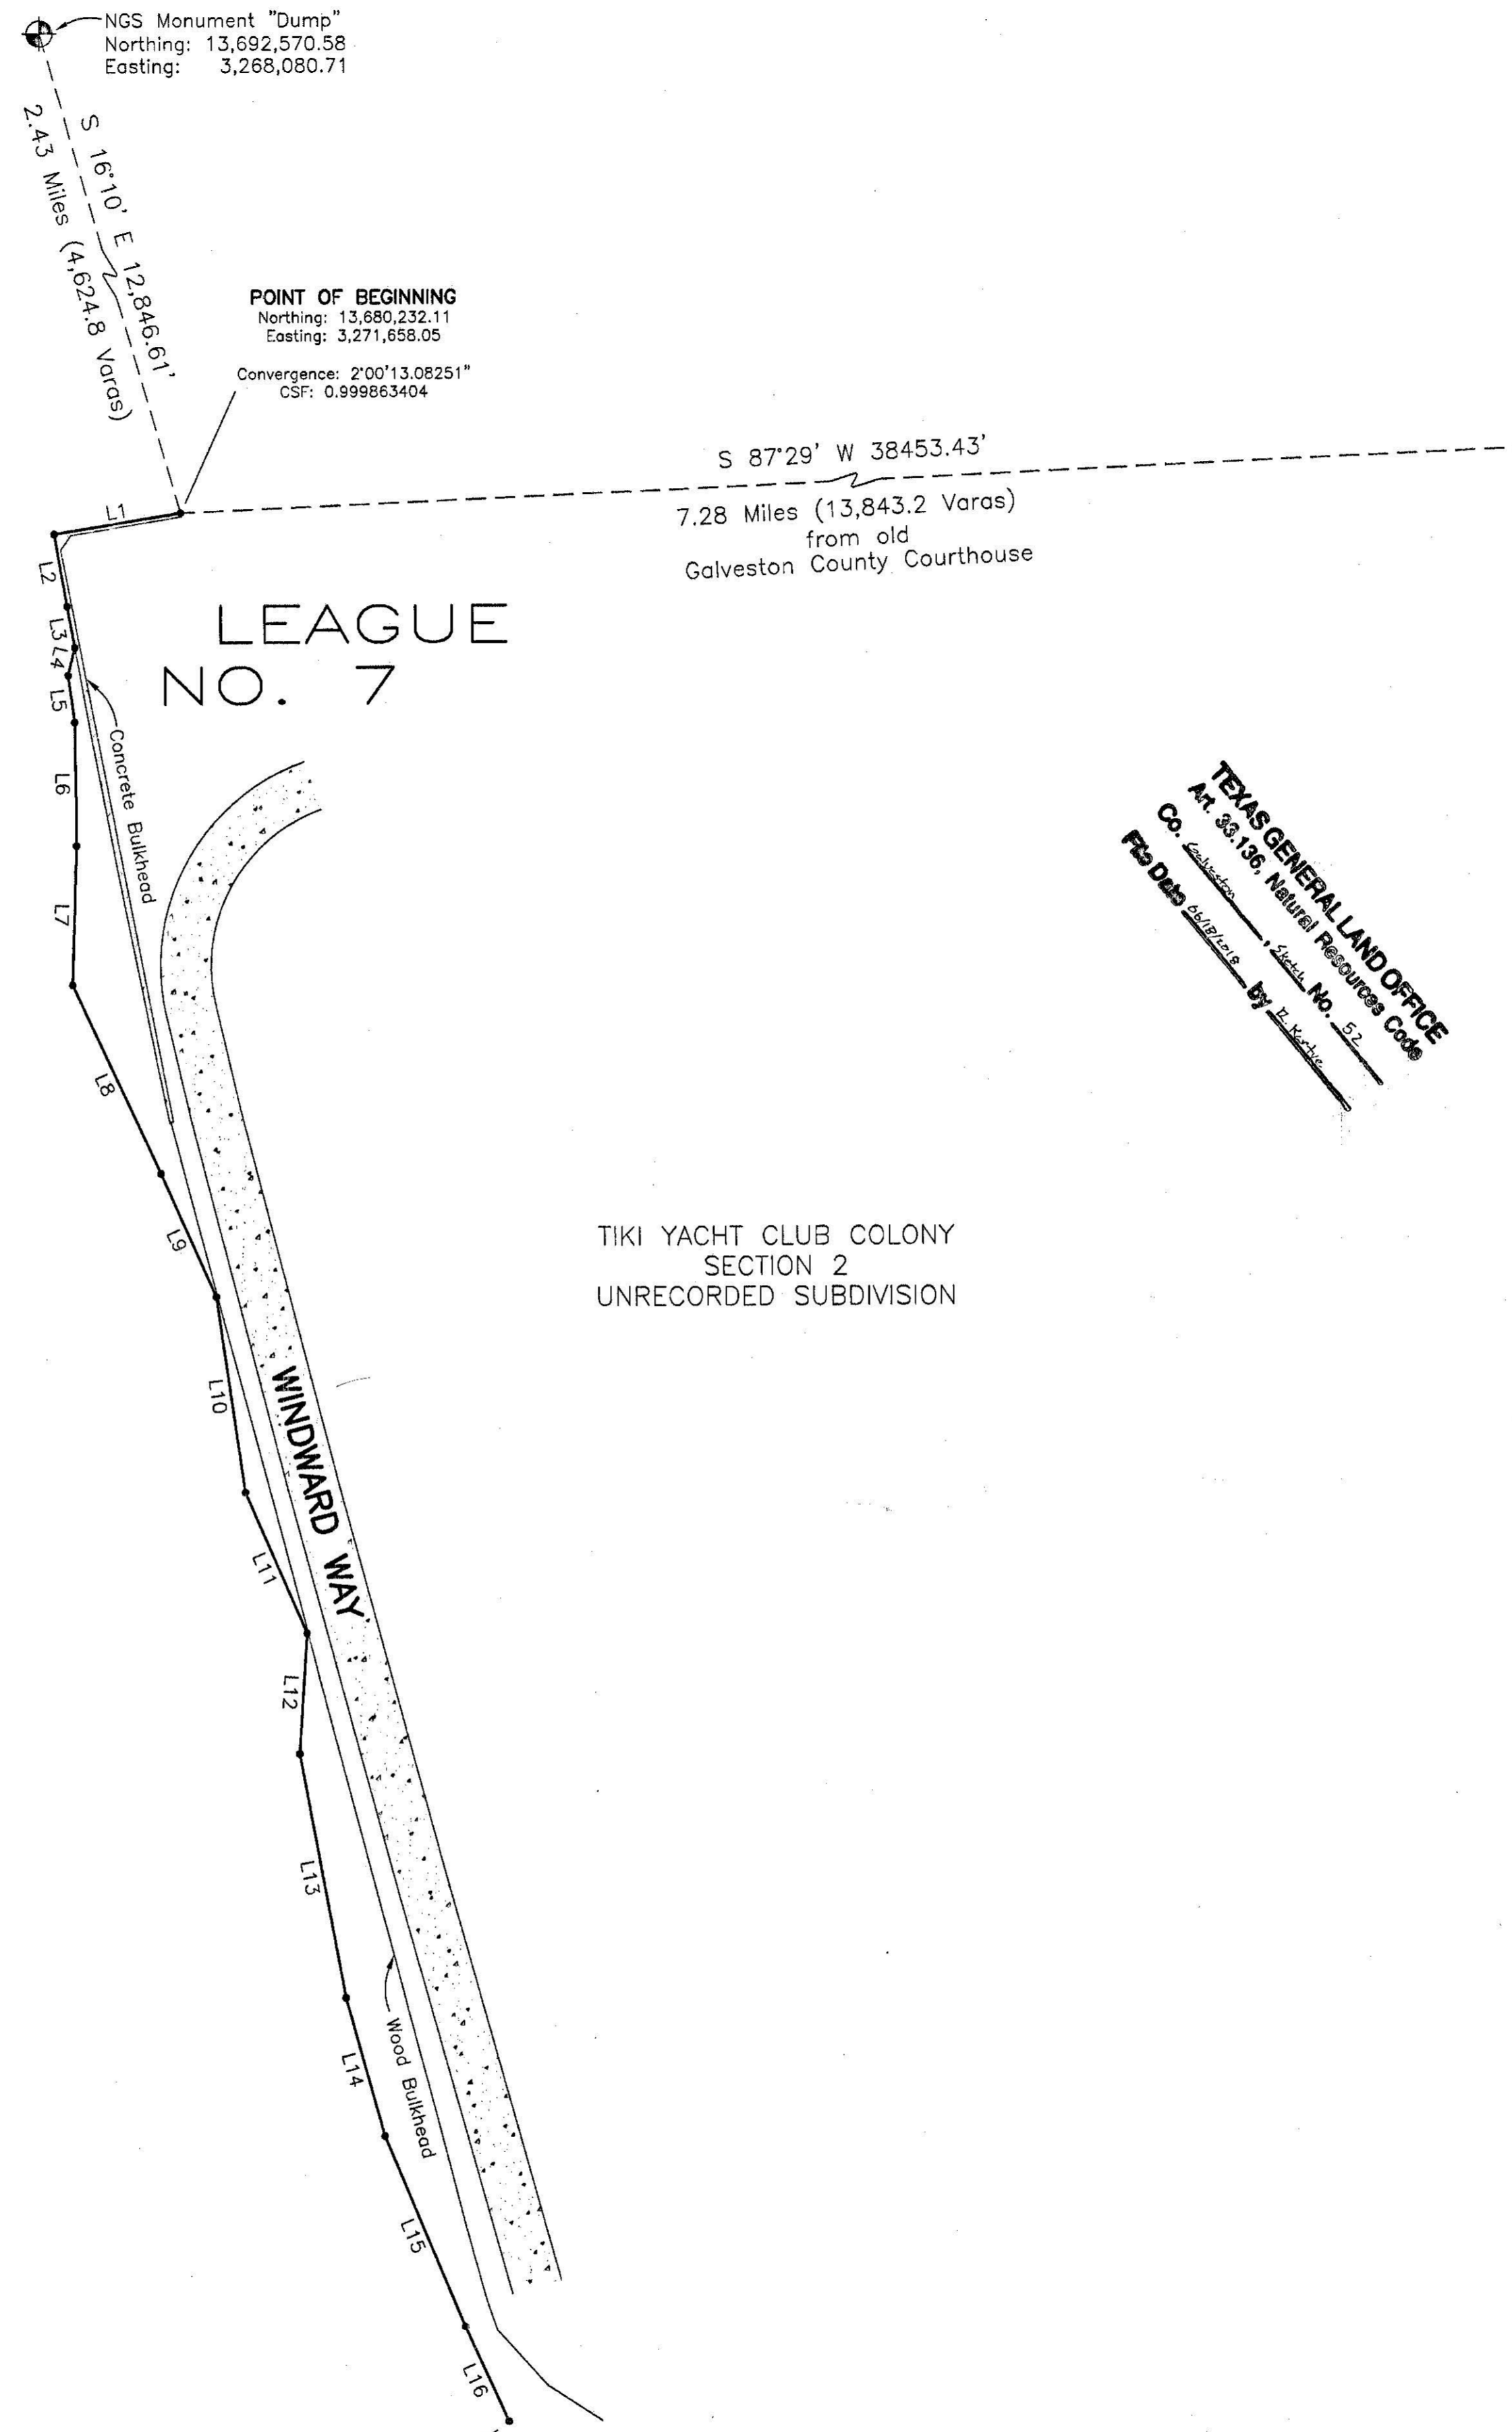 NGS Monument "Dump"
Northing: 13,692,570.58
Easting: 3,268,080.71
S 16°10' E 12,846.61'
2.43 Miles (4,624.8 Varas)
POINT OF BEGINNING
Northing: 13,680,232.11
Easting: 3,271,658.05
Convergence: 2°00'13.08251"
CSF: 0.999863404
S 87°29' W 38453.43'
7.28 Miles (13,843.2 Varas)
from old
Galveston County Courthouse
L1
L2
L3
L4
L5
L6
L7
L8
L9
L10
L11
L12
L13
L14
L15
L16
LEAGUE
NO. 7
Concrete Bulkhead
TEXAS GENERAL LAND OFFICE
Art. 33.136, Natural Resources Code
Co. Galveston, Sketch No. 52
File Date 06/18/2018 by
TIKI YACHT CLUB COLONY
SECTION 2
UNRECORDED SUBDIVISION
WINDWARD WAY
Wood Bulkhead